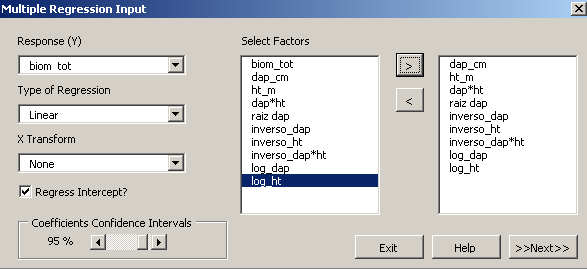 Multiple Regression Input
Response (Y)
biom_tot
Type of Regression
Linear
X Transform
None
Regress Intercept?
Coefficients Confidence Intervals
95 %
Select Factors
biom_tot
dap_cm
ht_m
dap*ht
raiz dap
inverso_dap
inverso_ht
inverso_dap*ht
log_dap
log_ht
>
<
dap_cm
ht_m
dap*ht
raiz dap
inverso_dap
inverso_ht
inverso_dap*ht
log_dap
log_ht
Exit
Help
>>Next>>